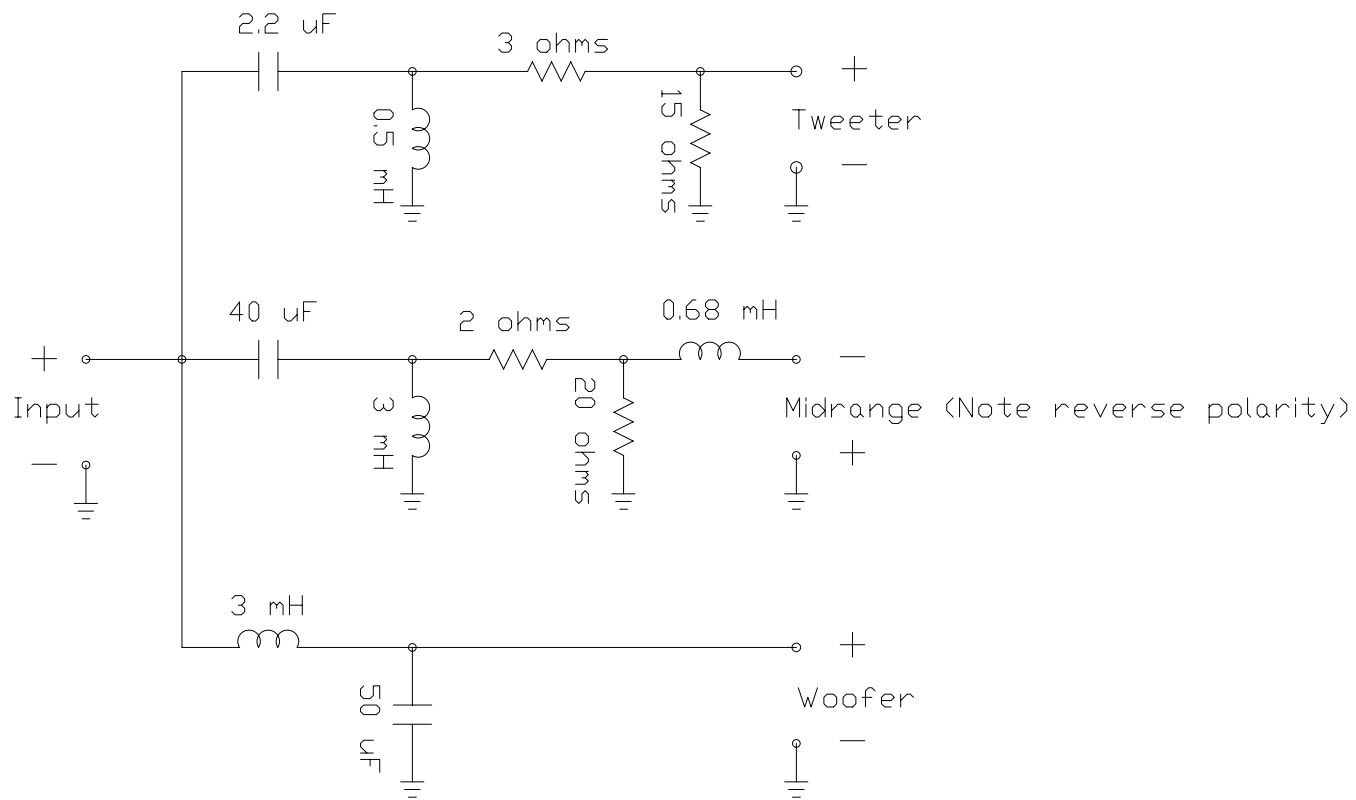 2.2 uF
3 ohms
+
0.5 mH
15 ohms
Tweeter
−
40 uF
2 ohms
0.68 mH
+
−
Input
3 mH
20 ohms
Midrange (Note reverse polarity)
−
+
3 mH
+
50 uF
Woofer
−